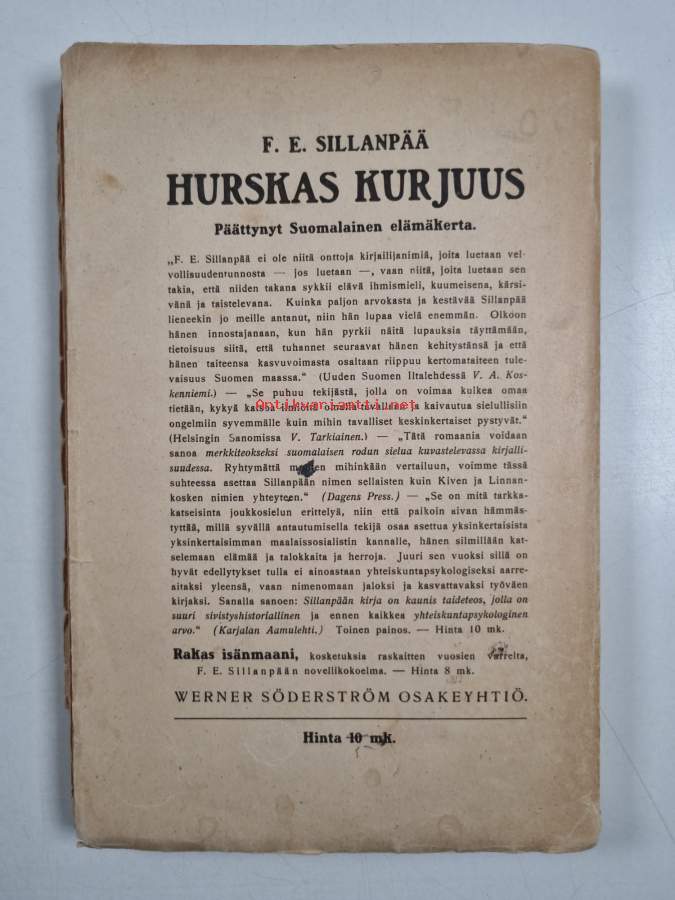 F. E. SILLANPÄÄ
HURSKAS KURJUUS
Päättynyt Suomalainen elämäkerta.
„F. E. Sillanpää ei ole niitä onttoja kirjailijanimiä, joita luetaan vel-
vollisuudentunnosta — jos luetaan —, vaan niitä, joita luetaan sen
takia, että niiden takana sykkii elävä ihmismieli, kuumeisena, kärsi-
vänä ja taistelevana. Kuinka paljon arvokasta ja kestävää Sillanpää
lieneekin jo meille antanut, niin hän lupaa vielä enemmän. Olkoon
hänen innostajanaan, kun hän pyrkii näitä lupauksia täyttämään,
tietoisuus siitä, että tuhannet seuraavat hänen kehitystänsä ja että
hänen taiteensa kasvuvoimasta osaltaan riippuu kertomataiteen tule-
vaisuus Suomen maassa.“ (Uuden Suomen Iltalehdessä V. A. Kos-
kenniemi.) — „Se puhuu tekijästä, jolla on voimaa kulkea omaa
tietään, kykyä katsoa ilmiöitä omalla tavallaan ja kaivautua sielullisiin
Antikvariantti.net
ongelmiin syvemmälle kuin mihin tavalliset keskinkertaiset pystyvät.“
(Helsingin Sanomissa V. Tarkiainen.) — „Tätä romaania voidaan
sanoa merkkiteokseksi suomalaisen rodun sielua kuvastelevassa kirjalli-
suudessa. Ryhtymättä muuten mihinkään vertailuun, voimme tässä
suhteessa asettaa Sillanpään nimen sellaisten kuin Kiven ja Linnan-
kosken nimien yhteyteen.“ (Dagens Press.) — „Se on mitä tarkka-
katseisinta joukkosielun erittelyä, niin että paikoin aivan hämmäs-
tyttää, millä syvällä antautumisella tekijä osaa asettua yksinkertaisista
yksinkertaisimman maalaissosialistin kannalle, hänen silmillään kat-
selemaan elämää ja talokkaita ja herroja. Juuri sen vuoksi sillä on
hyvät edellytykset tulla ei ainoastaan yhteiskuntapsykologiseksi aarre-
aitaksi yleensä, vaan nimenomaan jaloksi ja kasvattavaksi työväen
kirjaksi. Sanalla sanoen: Sillanpään kirja on kaunis taideteos, jolla on
suuri sivistyshistoriallinen ja ennen kaikkea yhteiskuntapsykologinen
arvo.“ (Karjalan Aamulehti.) Toinen painos. — Hinta 10 mk.
Rakas isänmaani, kosketuksia raskaitten vuosien varrelta,
F. E. Sillanpään novellikokoelma. — Hinta 8 mk.
WERNER SÖDERSTRÖM OSAKEYHTIÖ.
Hinta 10 mk.